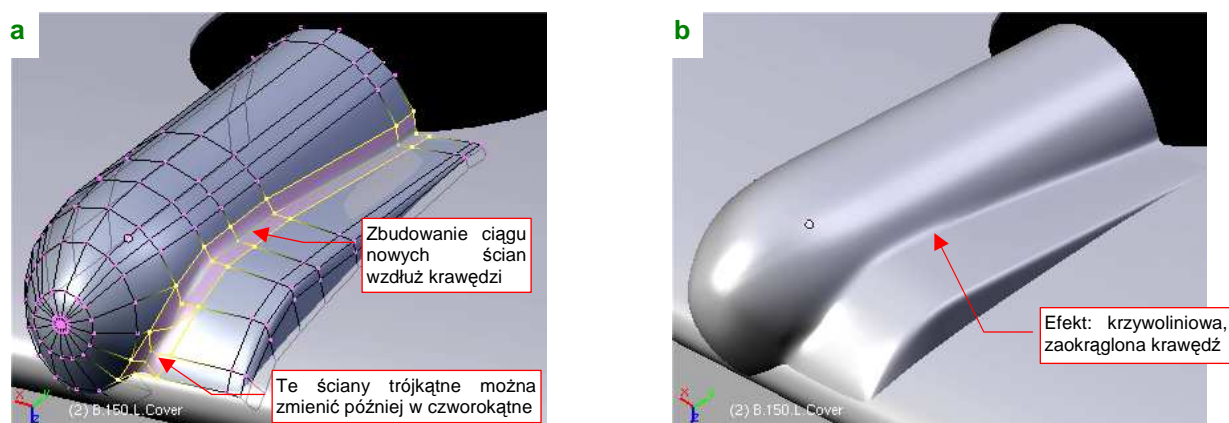 a
Zbudowanie ciągu
nowych ścian
wzdłuż krawędzi
Te ściany trójkątne można
zmienić później w czworokątne
x
y
z
(2) B.150.L.Cover
b
Efekt: krzywoliniowa,
zaokrąglona krawędź
x
y
z
(2) B.150.L.Cover